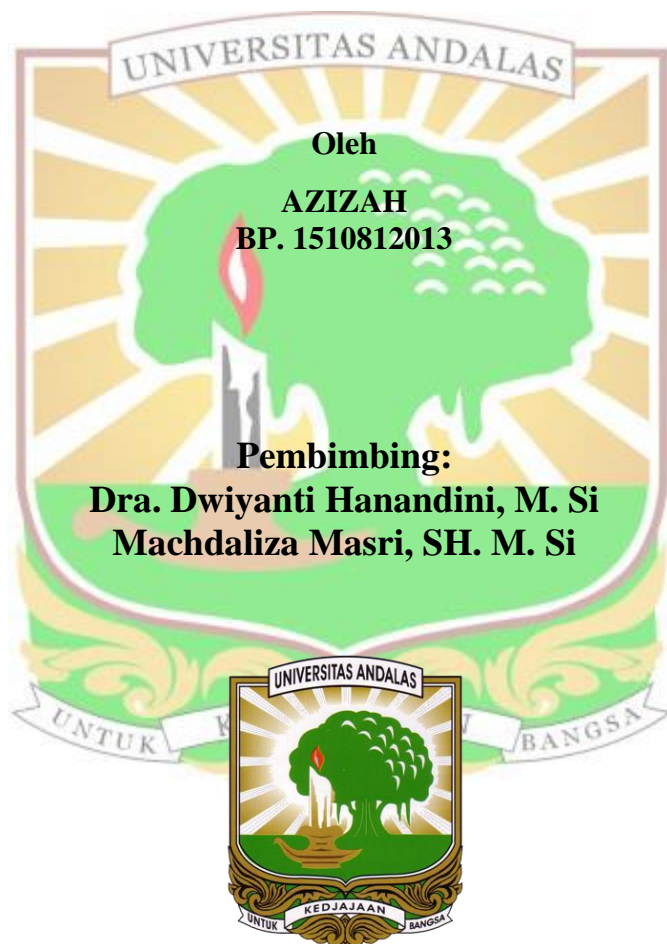 UNIVERSITAS ANDALAS
Oleh
AZIZAH
BP. 1510812013
Pembimbing:
Dra. Dwiyanti Hanandini, M. Si
Machdaliza Masri, SH. M. Si
UNTUK BANGSA
UNIVERSITAS ANDALAS
UNTUK KEDJAJAAN BANGSA